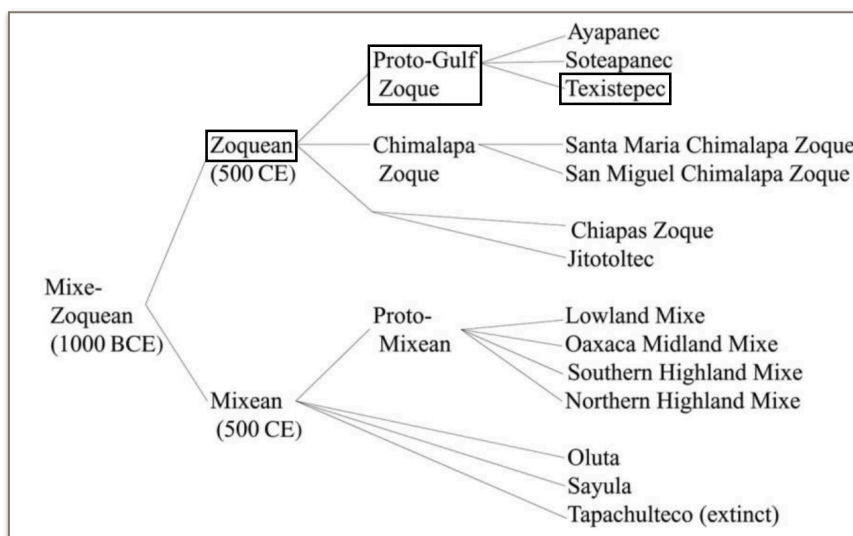 Ayapanec
Proto-Gulf
Zoque
Soteapanec
Texistepec
Zoquean
(500 CE)
Chimalapa
Zoque
Santa Maria Chimalapa Zoque
San Miguel Chimalapa Zoque
Chiapas Zoque
Jitotoltec
Mixe-
Zoquean
(1000 BCE)
Proto-
Mixean
Lowland Mixe
Oaxaca Midland Mixe
Southern Highland Mixe
Northern Highland Mixe
Mixean
(500 CE)
Oluta
Sayula
Tapachulteco (extinct)